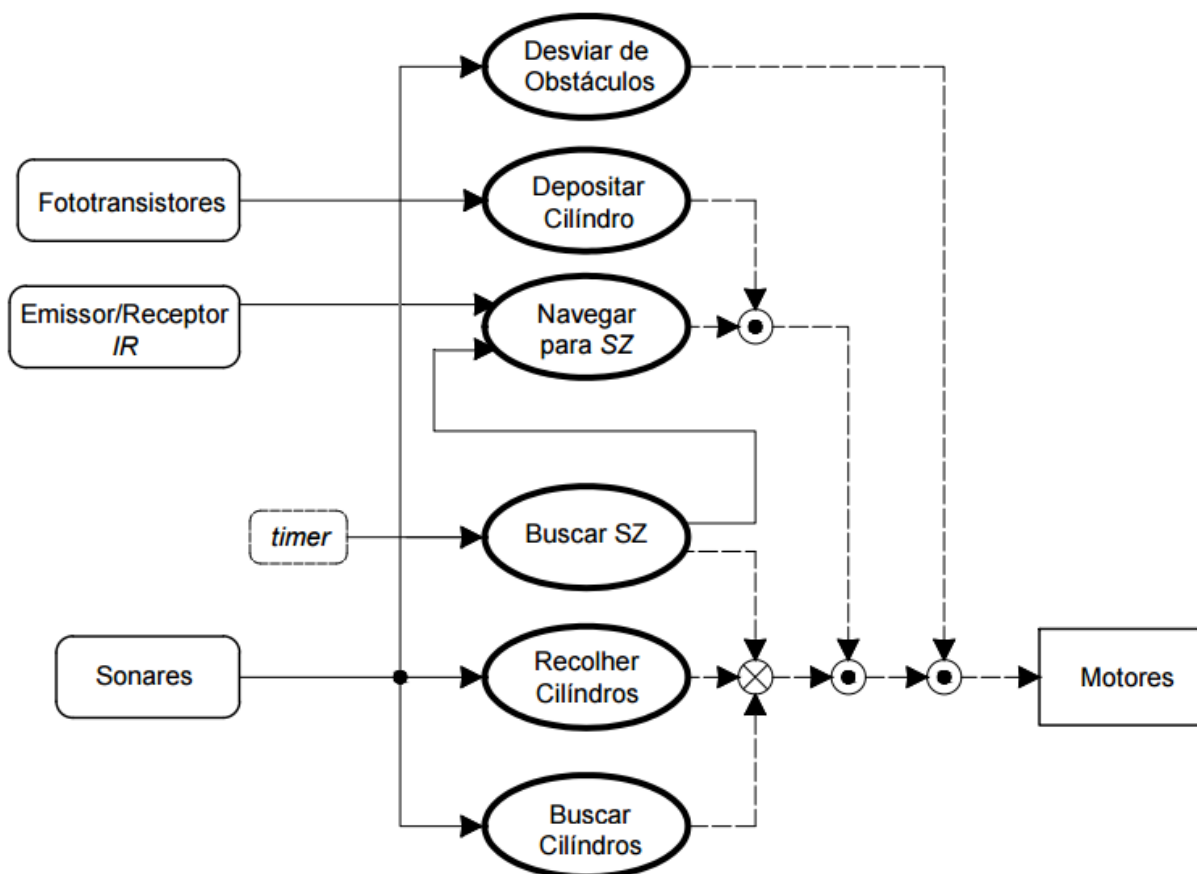 Desviar de
Obstáculos
Fototransistores
Depositar
Cilíndro
Emissor/Receptor
IR
Navegar
para SZ
timer
Buscar SZ
Sonares
Recolher
Cilíndros
Motores
Buscar
Cilíndros